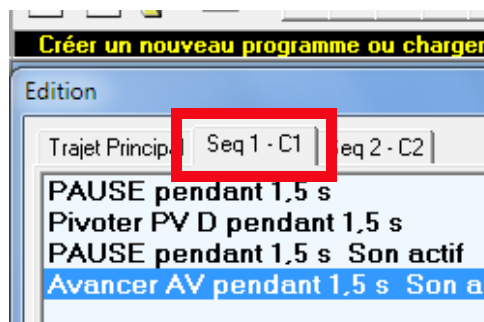 Créer un nouveau programme ou charger
Edition
Trajet Principal Seq 1 - C1 Seq 2 - C2
PAUSE pendant 1,5 s
Pivoter PV D pendant 1,5 s
PAUSE pendant 1,5 s Son actif
Avancer AV pendant 1,5 s Son a